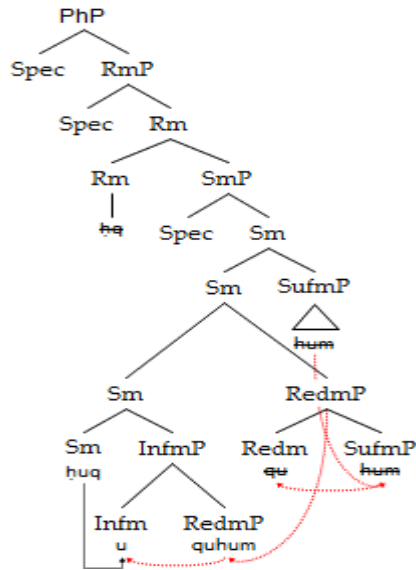 PhP
Spec RmP
Spec Rm
Rm SmP
ḥq Spec Sm
Sm SufmP
hum
Sm RedmP
Sm InfmP Redm SufmP
ḥuq qu hum
Infm RedmP
u quhum